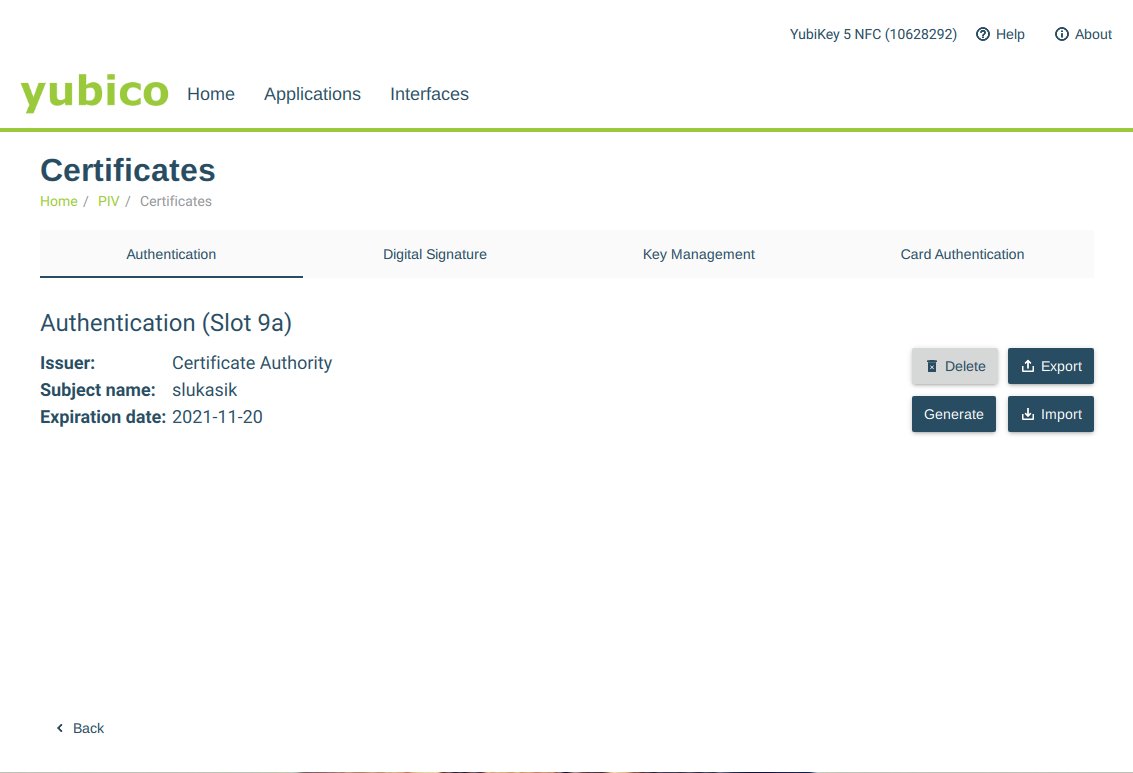 YubiKey 5 NFC (10628292) Help About
yubico Home Applications Interfaces
Certificates
Home / PIV / Certificates
Authentication Digital Signature Key Management Card Authentication
Authentication (Slot 9a)
Issuer: Certificate Authority
Delete Export
Subject name: slukasik
Expiration date: 2021-11-20
Generate Import
Back